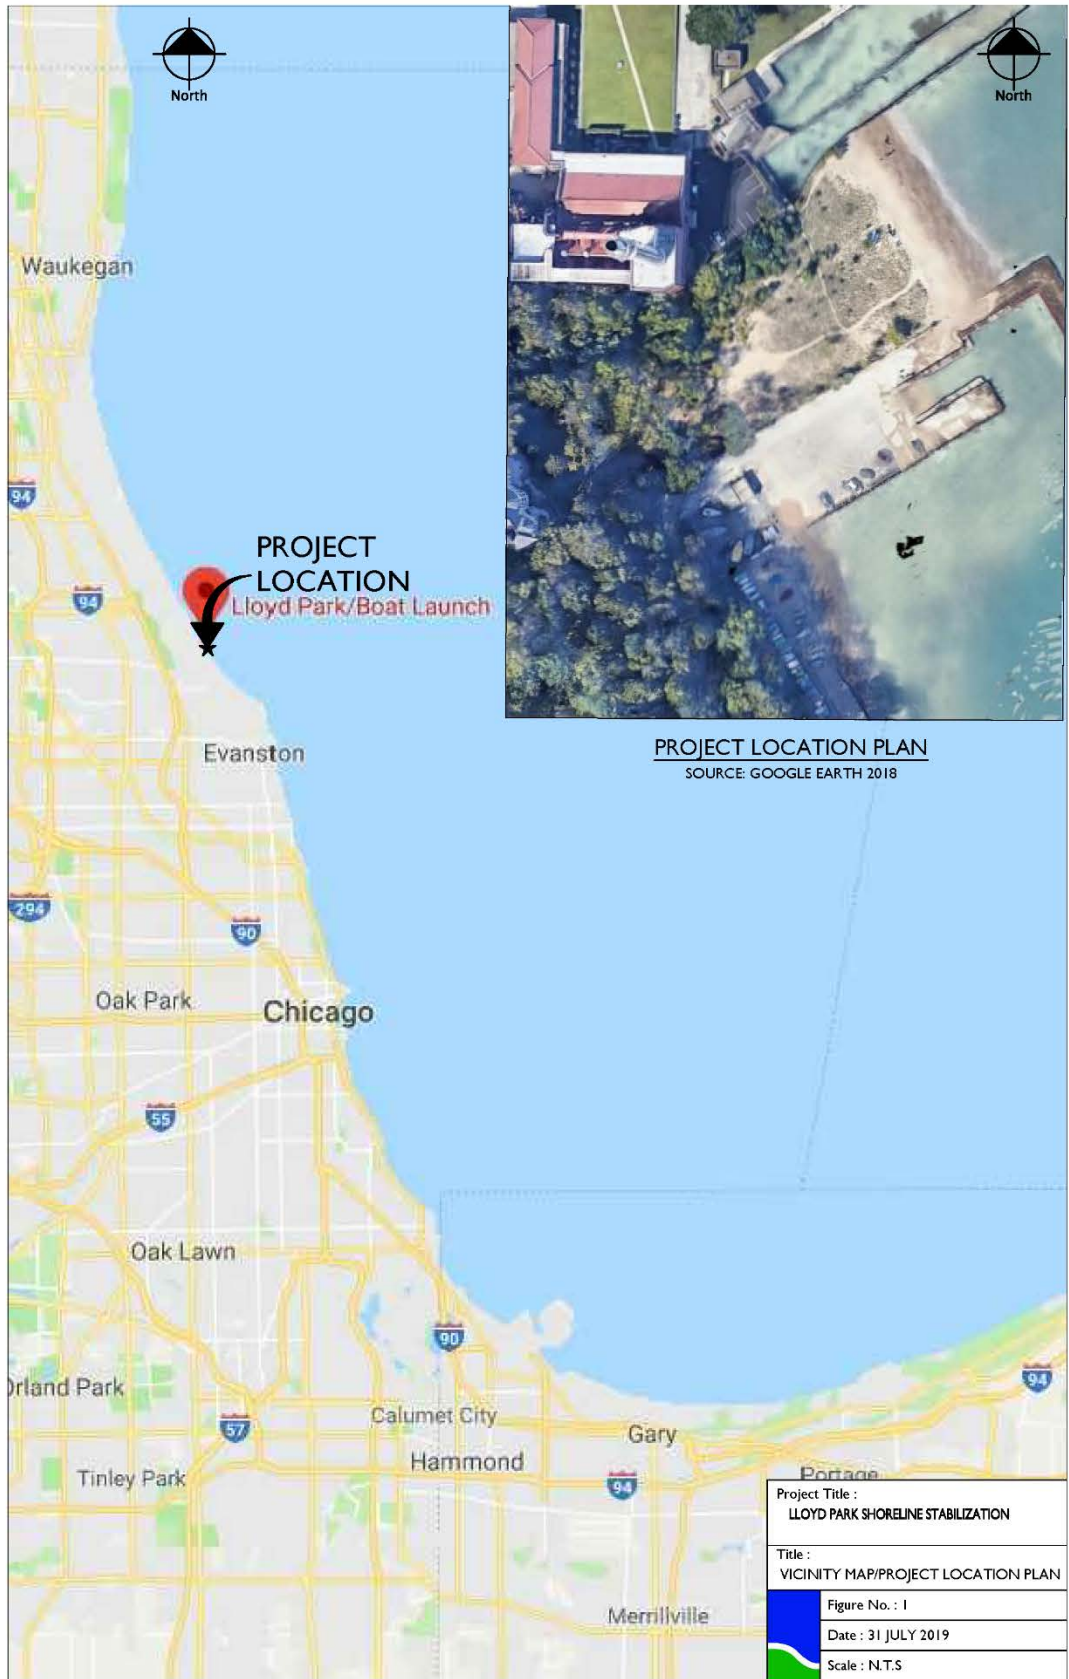 North
North
Waukegan
94
PROJECT
LOCATION
94
Lloyd Park/Boat Launch
Evanston
PROJECT LOCATION PLAN
SOURCE: GOOGLE EARTH 2018
294
90
Oak Park
Chicago
55
Oak Lawn
90
Orland Park
94
Calumet City
57
Gary
Hammond
Tinley Park
94
Portage
Project Title :
LLOYD PARK SHORELINE STABILIZATION
Title :
VICINITY MAP/PROJECT LOCATION PLAN
Figure No. : 1
Merrillville
Date : 31 JULY 2019
Scale : N.T.S